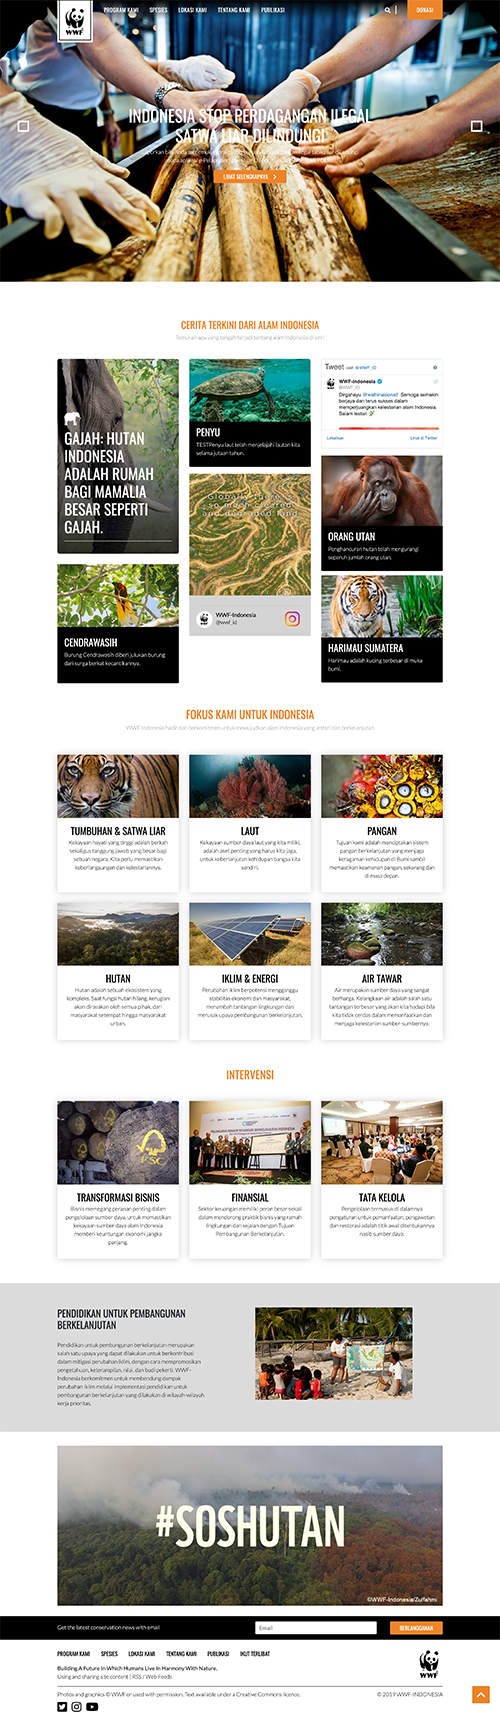 WWF
PROGRAM KAMI
SPESIES
LOKASI KAMI
TENTANG KAMI
PUBLIKASI
DONASI
INDONESIA STOP PERDAGANGAN ILEGAL
SATWA LIAR DILINDUNGI
LIHAT SELENGKAPNYA
CERITA TERKINI DARI ALAM INDONESIA
Temukan apa yang tengah terjadi tentang alam Indonesia di sini!
GAJAH: HUTAN
INDONESIA
ADALAH RUMAH
BAGI MAMALIA
BESAR SEPERTI
GAJAH.
CENDRAWASIH
Burung Cendrawasih diberi julukan burung
dari surga berkat kecantikannya.
PENYU
TESTPenyu laut telah menjelajahi lautan kita
selama jutaan tahun.
Globally there is
so much cleared
and degraded land
WWF-Indonesia
@wwf_id
Tweet oleh @WWF_ID
WWF-Indonesia
@WWF_ID
Dirgahayu @walhinasional! Semoga semakin
berjaya dan terus sukses dalam
memperjuangkan kelestarian alam Indonesia.
Salam lestari
Lekatkan
Lihat di Twitter
ORANG UTAN
Penghancuran hutan telah mengurangi
separuh jumlah orang utan.
HARIMAU SUMATERA
Harimau adalah kucing terbesar di muka
bumi.
FOKUS KAMI UNTUK INDONESIA
WWF Indonesia hadir dan berkomitmen untuk mewujudkan alam Indonesia yang lestari dan berkelanjutan
TUMBUHAN & SATWA LIAR
Kekayaan hayati yang tinggi adalah berkah
sekaligus tanggung jawab yang besar bagi
sebuah negara. Kita perlu memastikan
keberlangsungan dan kelestariannya.
LAUT
Kekayaan sumber daya laut yang kita miliki,
adalah aset penting yang harus kita jaga,
untuk keberlanjutan kehidupan bangsa kita
sendiri.
PANGAN
Tujuan kami adalah menciptakan sistem
pangan berkelanjutan yang menjaga
keragaman kehidupan di Bumi sambil
memastikan keamanan pangan, sekarang dan
di masa depan.
HUTAN
Hutan adalah sebuah ekosistem yang
kompleks. Saat fungsi hutan hilang, kerugian
akan dirasakan oleh semua pihak, dari
masyarakat setempat hingga masyarakat
urban.
IKLIM & ENERGI
Perubahan iklim berpotensi mengganggu
stabilitas ekonomi dan masyarakat,
menambah tantangan lingkungan dan
merusak upaya pembangunan berkelanjutan.
AIR TAWAR
Air merupakan sumber daya yang sangat
berharga. Kelangkaan air adalah salah satu
tantangan terbesar yang akan kita hadapi bila
kita tidak cerdas dalam memanfaatkan dan
menjaga kelestarian sumber-sumbernya.
INTERVENSI
TRANSFORMASI BISNIS
Bisnis memegang peranan penting dalam
pengelolaan sumber daya, untuk memastikan
kekayaan sumber daya alam Indonesia
memberi keuntungan ekonomi jangka
panjang.
FINANSIAL
Sektor keuangan memiliki peran besar sekali
dalam mendorong praktik bisnis yang ramah
lingkungan dan sejalan dengan Tujuan
Pembangunan Berkelanjutan.
TATA KELOLA
Pengelolaan termasuk di dalamnya
pengaturan untuk pemanfaatan, pengawetan
dan restorasi adalah titik awal ditentukannya
nasib sumber daya.
PENDIDIKAN UNTUK PEMBANGUNAN
BERKELANJUTAN
Pendidikan untuk pembangunan berkelanjutan merupakan
salah satu upaya yang dapat dilakukan untuk berkontribusi
dalam mitigasi perubahan iklim, dengan cara mempromosikan
pengetahuan, keterampilan, nilai, dan budi pekerti. WWF-
Indonesia berkomitmen untuk membendung dampak
perubahan iklim melalui implementasi pendidikan untuk
pembangunan berkelanjutan yang dilakukan di wilayah-wilayah
kerja prioritas.
#SOSHUTAN
©WWF-Indonesia/Zulfahmi
Get the latest conservation news with email
Email
BERLANGGANAN
PROGRAM KAMI
SPESIES
LOKASI KAMI
TENTANG KAMI
PUBLIKASI
IKUT TERLIBAT
Building A Future In Which Humans Live In Harmony With Nature.
Using and sharing site content | RSS / Web Feeds
WWF
Photos and graphics © WWF or used with permission. Text available under a Creative Commons licence.
© 2019 WWF-INDONESIA